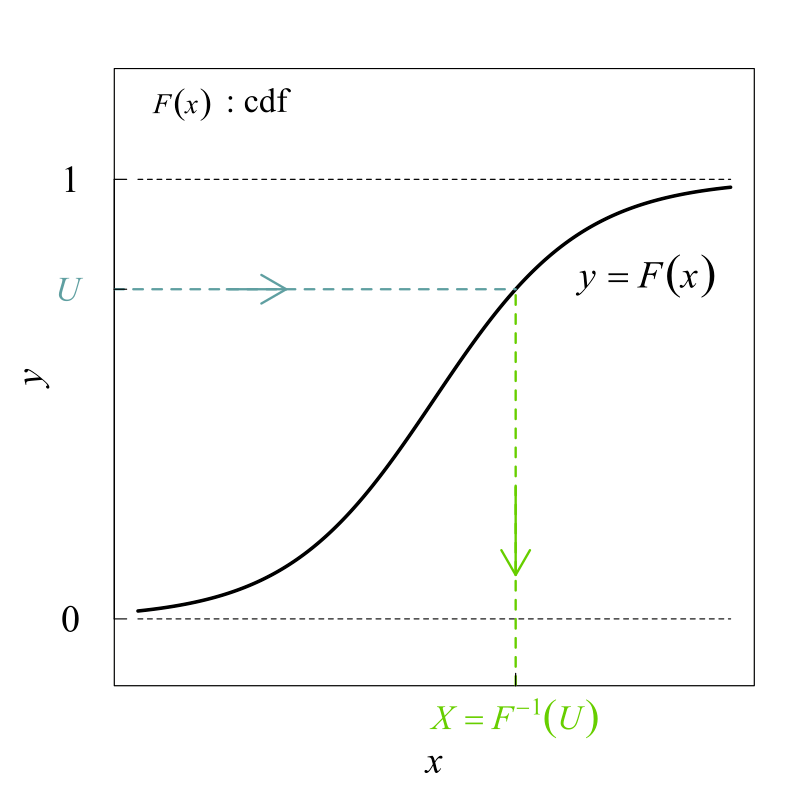 F(x) : cdf
1
U
y = F(x)
y
0
X = F⁻¹(U)
x